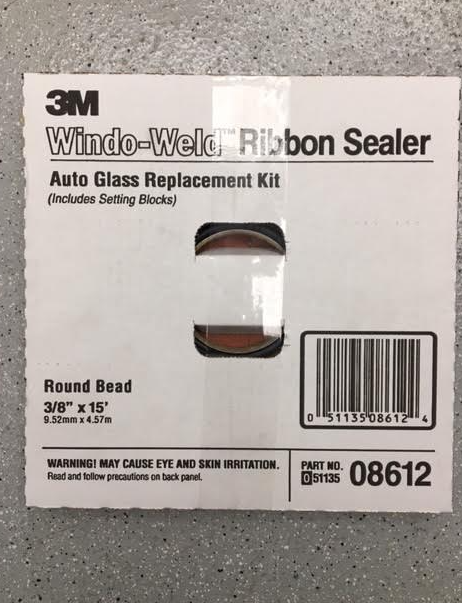 3M
Windo-Weld™ Ribbon Sealer
Auto Glass Replacement Kit
(Includes Setting Blocks)
Round Bead
3/8" x 15'
9.52mm x 4.57m
0 51135 08612 4
WARNING! MAY CAUSE EYE AND SKIN IRRITATION.
Read and follow precautions on back panel.
PART NO.
0 51135 08612